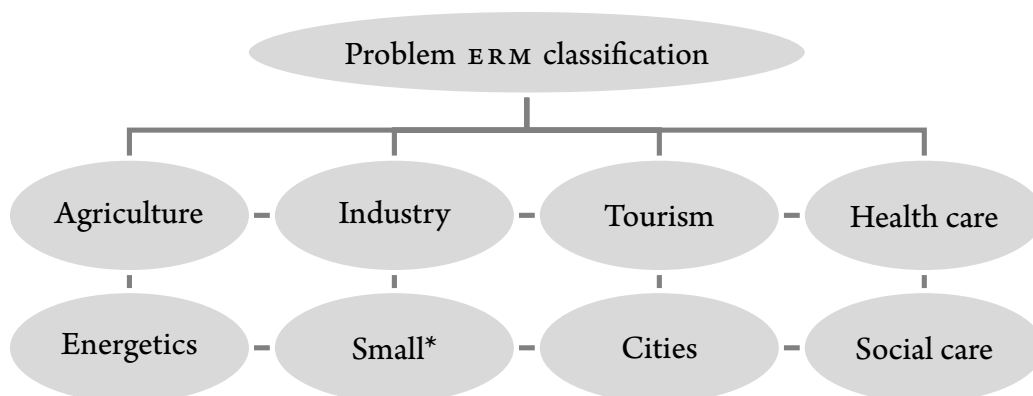 Problem ERM classification
Agriculture
Industry
Tourism
Health care
Energetics
Small*
Cities
Social care